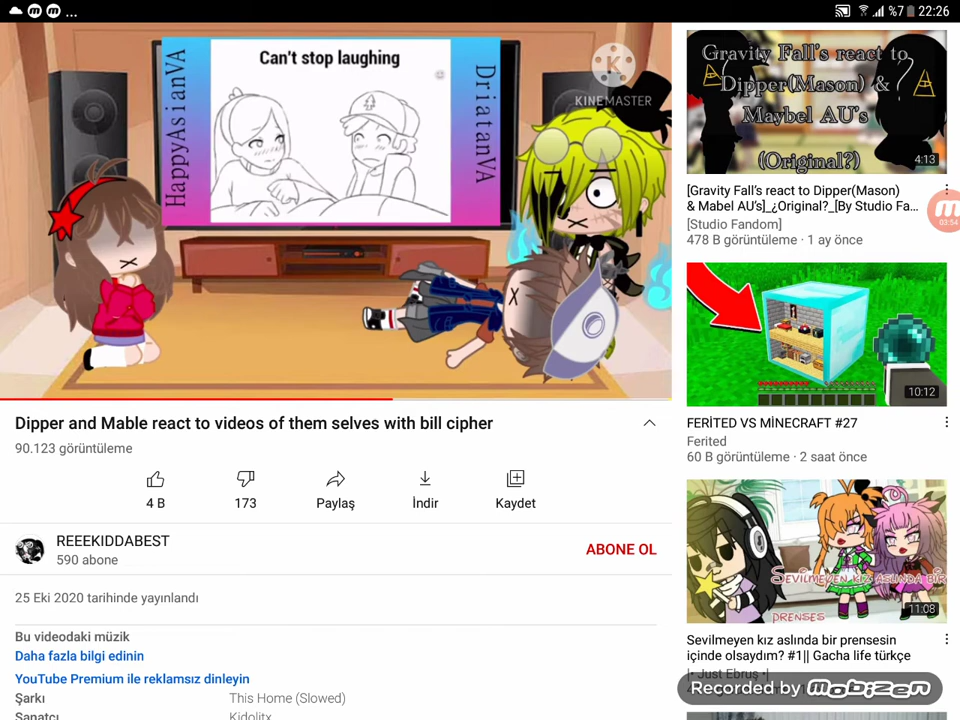 ... %7 22:26
Can't stop laughing
HappyAsianVA
DriatanVA
K
KINEMASTER
Dipper and Mable react to videos of them selves with bill cipher
90.123 görüntüleme
4 B
173
Paylaş
İndir
Kaydet
REEEKIDDABEST
590 abone
ABONE OL
25 Eki 2020 tarihinde yayınlandı
Bu videodaki müzik
Daha fazla bilgi edinin
YouTube Premium ile reklamsız dinleyin
Şarkı This Home (Slowed)
Sanatçı Kidolitx
Gravity Fall's react to
Dipper(Mason) &
Maybel AU's
(Original?)
4:13
[Gravity Fall's react to Dipper(Mason)
& Mabel AU's]_¿Original?_[By Studio Fa...
[Studio Fandom]
478 B görüntüleme · 1 ay önce
03:54
10:12
FERİTED VS MİNECRAFT #27
Ferited
60 B görüntüleme · 2 saat önce
SEVILMEYEN KIZ ASLINDA BIR
PRENSES
11:08
Sevilmeyen kız aslında bir prensesin
içinde olsaydım? #1|| Gacha life türkçe
|• Just Ebruş •|
Recorded by mobizen